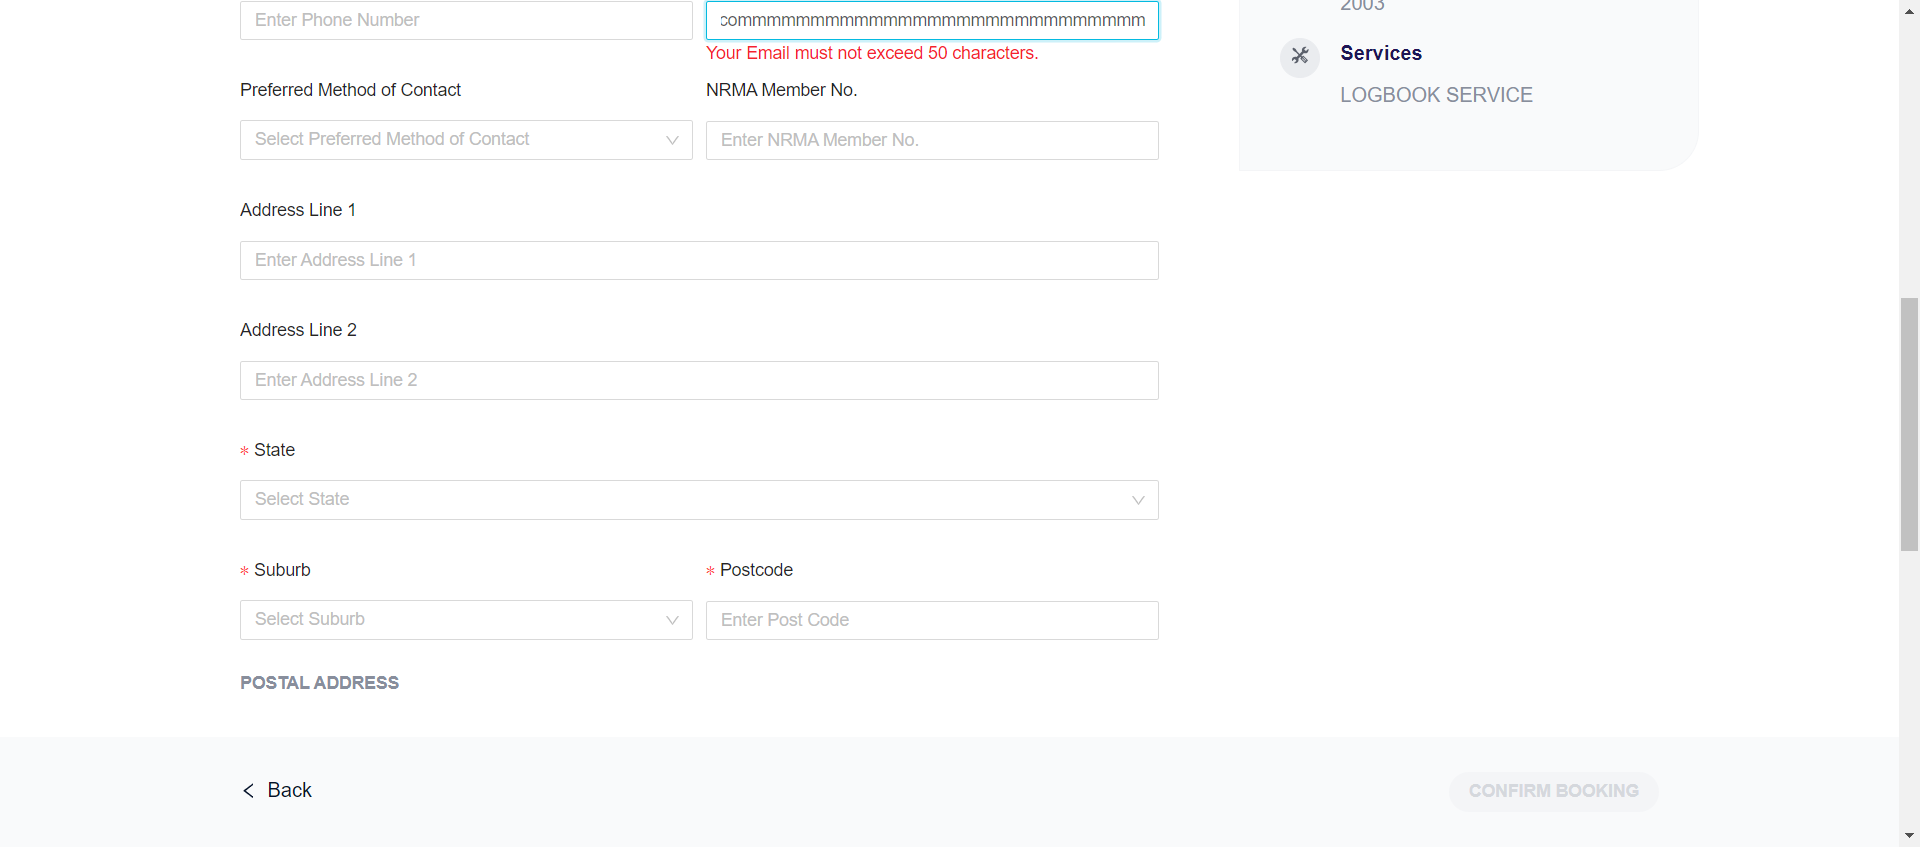 Enter Phone Number
commmmmmmmmmmmmmmmmmmmmmmmmmmmm
Your Email must not exceed 50 characters.
Preferred Method of Contact
NRMA Member No.
Select Preferred Method of Contact
Enter NRMA Member No.
Address Line 1
Enter Address Line 1
Address Line 2
Enter Address Line 2
* State
Select State
* Suburb
* Postcode
Select Suburb
Enter Post Code
POSTAL ADDRESS
2003
Services
LOGBOOK SERVICE
Back
CONFIRM BOOKING